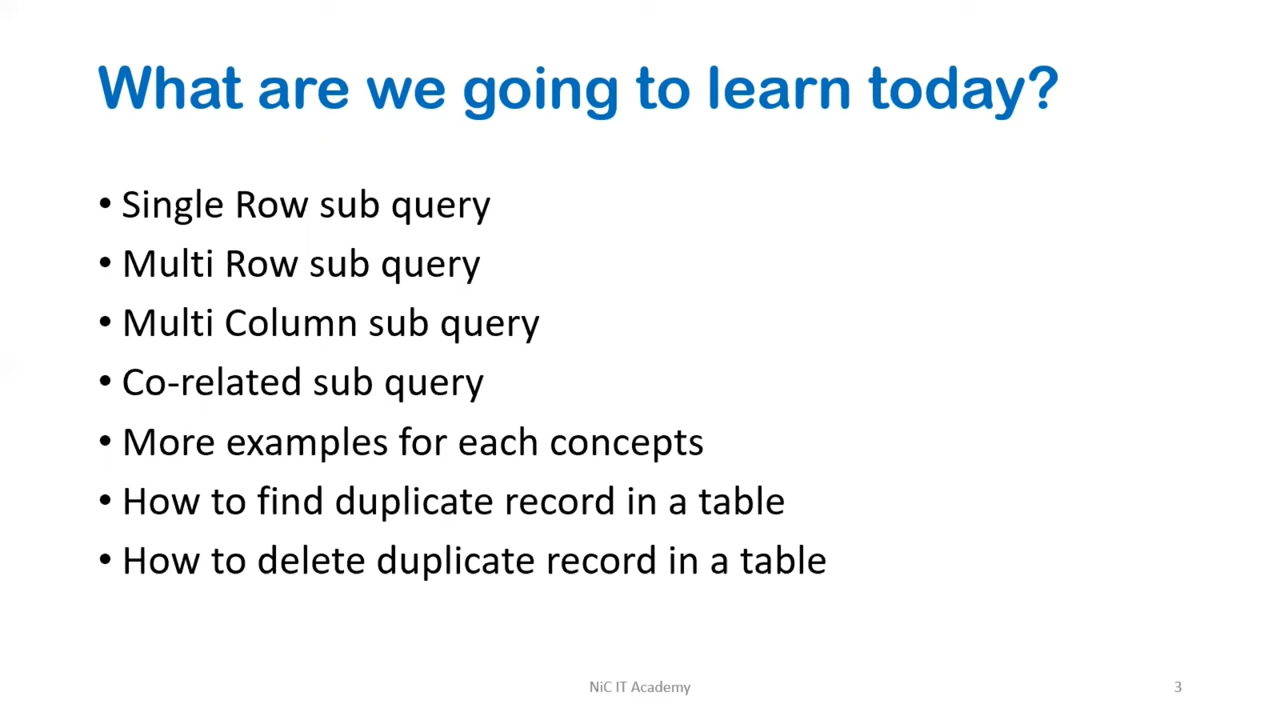 What are we going to learn today?
• Single Row sub query
• Multi Row sub query
• Multi Column sub query
• Co-related sub query
• More examples for each concepts
• How to find duplicate record in a table
• How to delete duplicate record in a table
NiC IT Academy
3